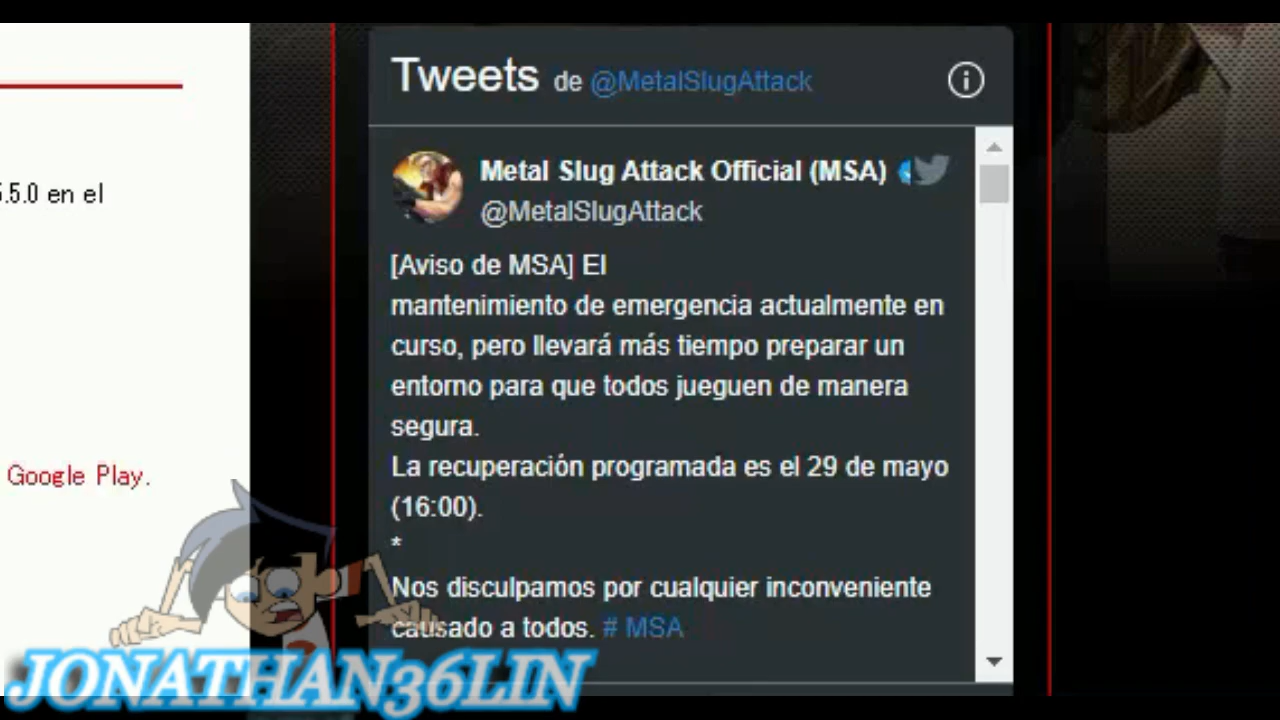 Tweets de @MetalSlugAttack
Metal Slug Attack Official (MSA)
@MetalSlugAttack
5.5.0 en el
[Aviso de MSA] El
mantenimiento de emergencia actualmente en
curso, pero llevará más tiempo preparar un
entorno para que todos jueguen de manera
segura.
La recuperación programada es el 29 de mayo
(16:00).
*
Google Play.
Nos disculpamos por cualquier inconveniente
causado a todos. # MSA
JONATHAN36LIN